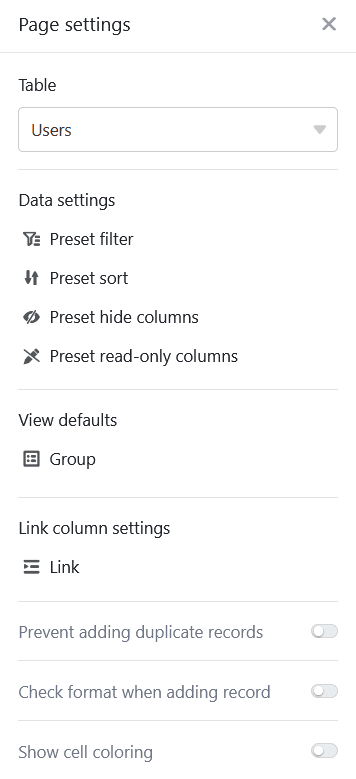 Page settings
Table
Users
Data settings
Preset filter
Preset sort
Preset hide columns
Preset read-only columns
View defaults
Group
Link column settings
Link
Prevent adding duplicate records
Check format when adding record
Show cell coloring